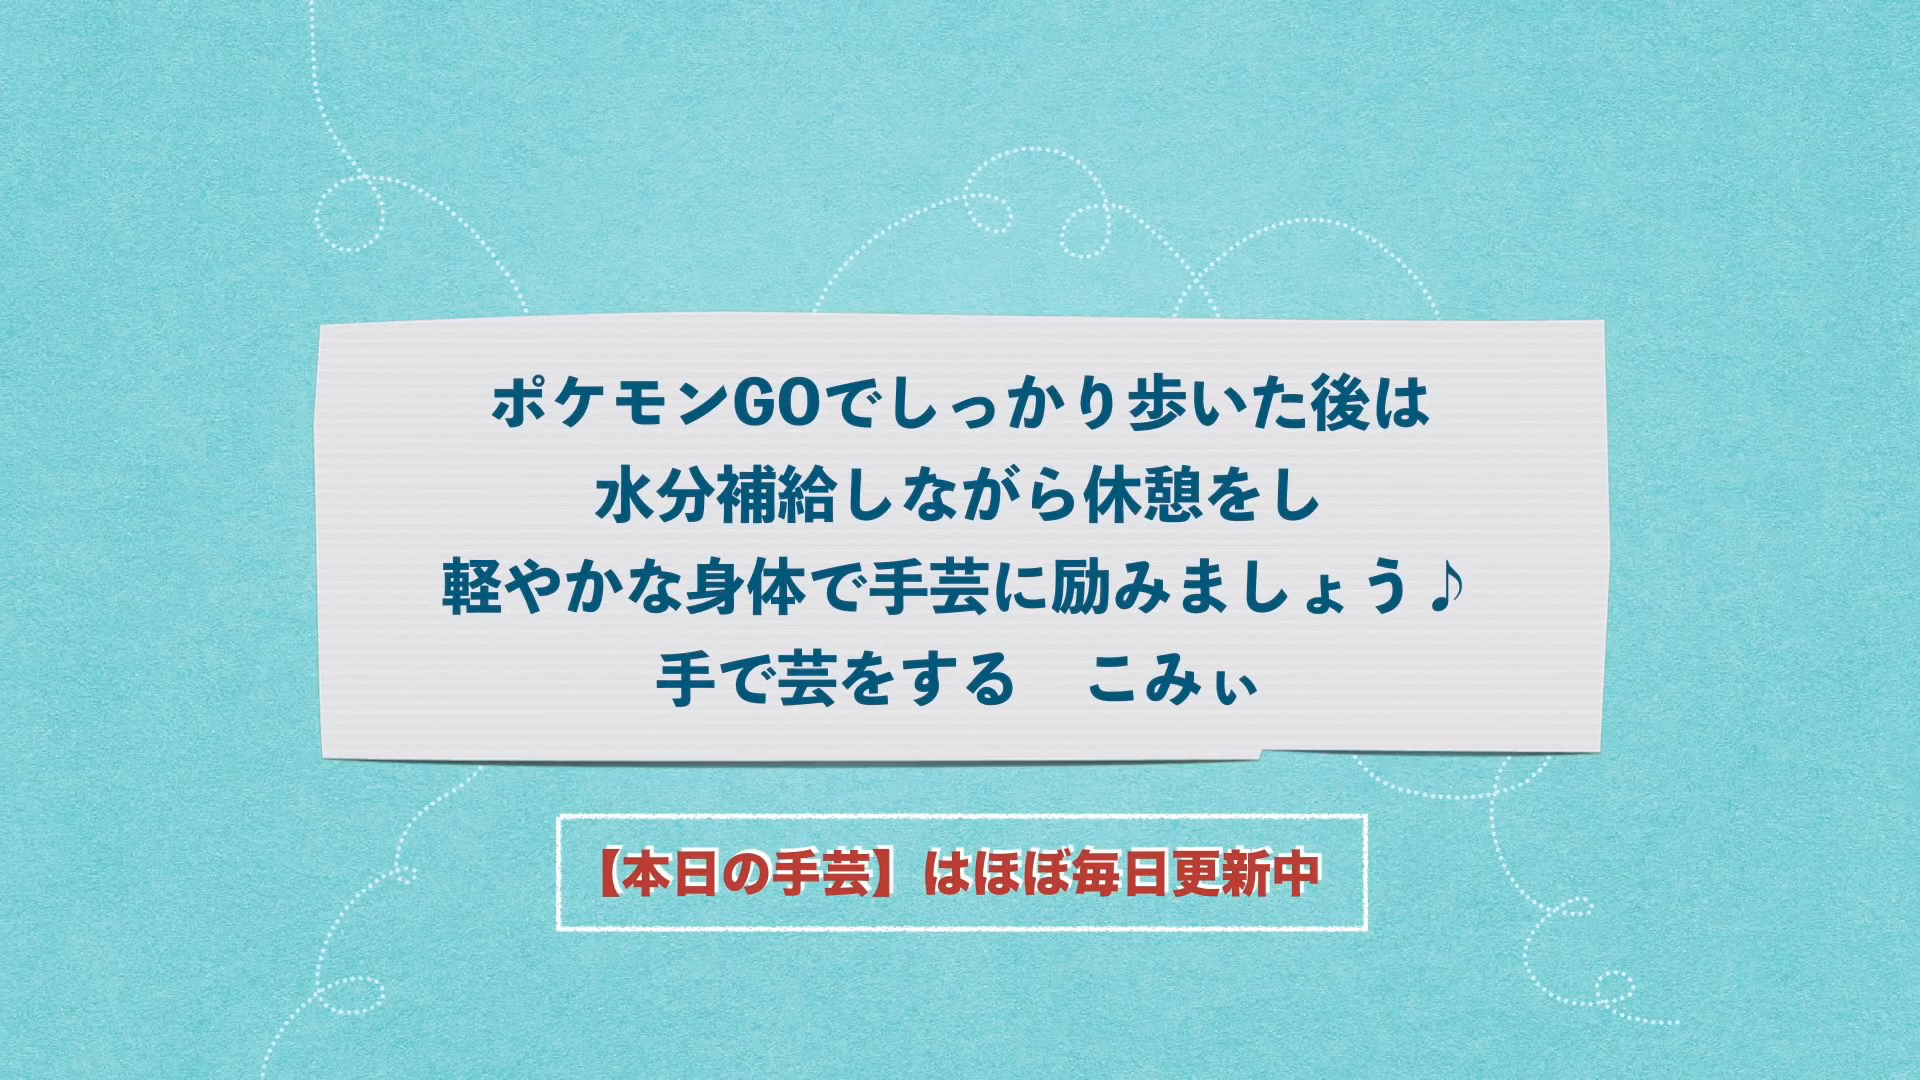 ポケモンGOでしっかり歩いた後は
水分補給しながら休憩をし
軽やかな身体で手芸に励みましょう♪
手で芸をする　こみぃ
【本日の手芸】はほぼ毎日更新中